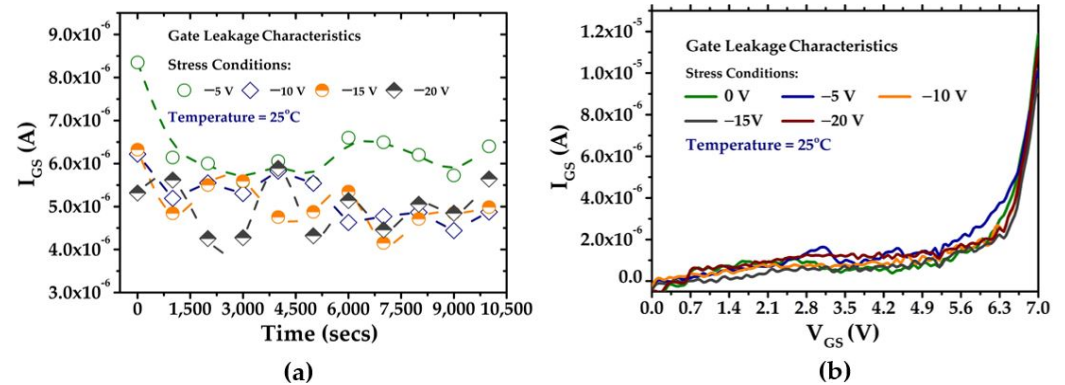 9.0x10⁻⁶
8.0x10⁻⁶
7.0x10⁻⁶
6.0x10⁻⁶
5.0x10⁻⁶
4.0x10⁻⁶
3.0x10⁻⁶
I_GS (A)
Gate Leakage Characteristics
Stress Conditions:
−5 V −10 V −15 V −20 V
Temperature = 25°C
0 1,500 3,000 4,500 6,000 7,500 9,000 10,500
Time (secs)
(a)
1.2x10⁻⁵
1.0x10⁻⁵
8.0x10⁻⁶
6.0x10⁻⁶
4.0x10⁻⁶
2.0x10⁻⁶
0.0
I_GS (A)
Gate Leakage Characteristics
Stress Conditions:
0 V −5 V −10 V
−15V −20 V
Temperature = 25°C
0.0 0.7 1.4 2.1 2.8 3.5 4.2 4.9 5.6 6.3 7.0
V_GS (V)
(b)